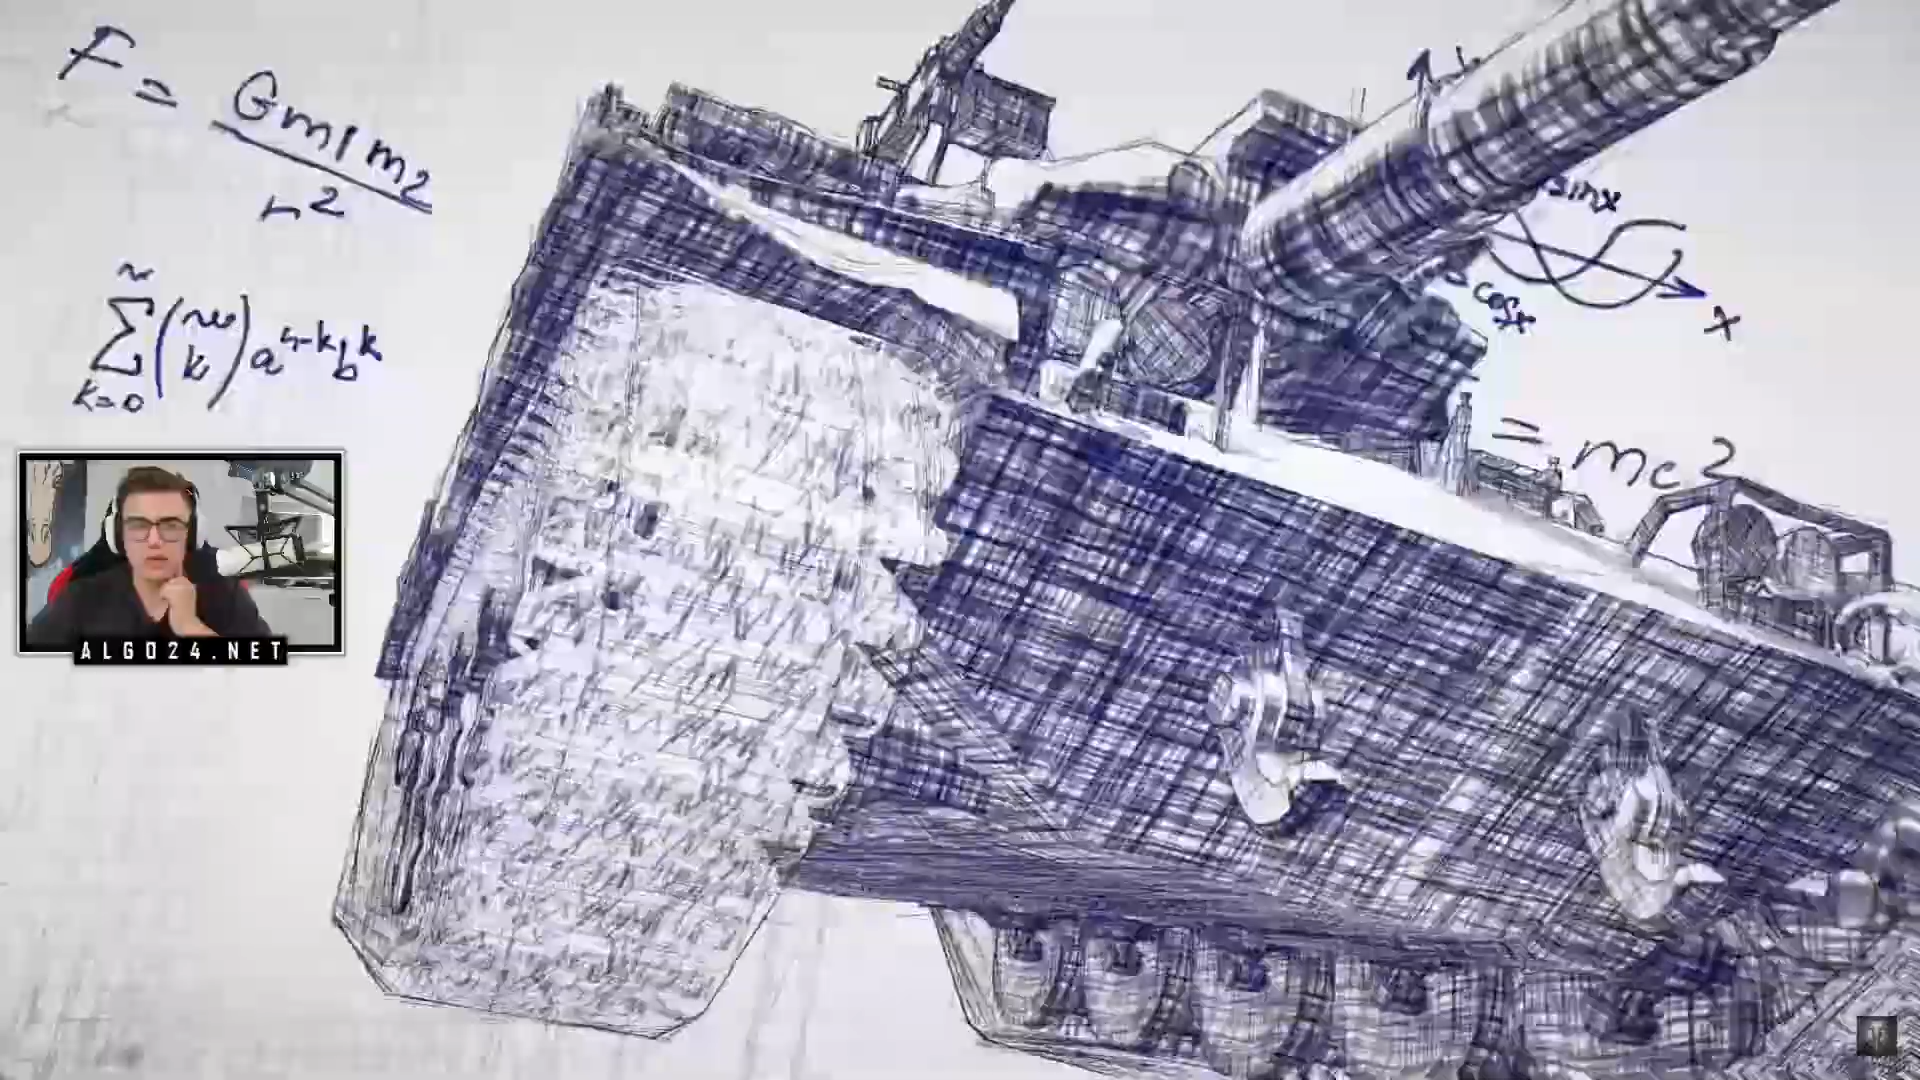 F = Gm1m2
r2
n
∑ (n k) a n-k b k
k=0
sinx
cosx
x
= mc2
ALGO24.NET